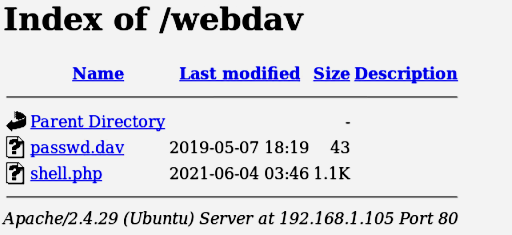 Index of /webdav
Name Last modified Size Description
Parent Directory -
passwd.dav 2019-05-07 18:19 43
shell.php 2021-06-04 03:46 1.1K
Apache/2.4.29 (Ubuntu) Server at 192.168.1.105 Port 80